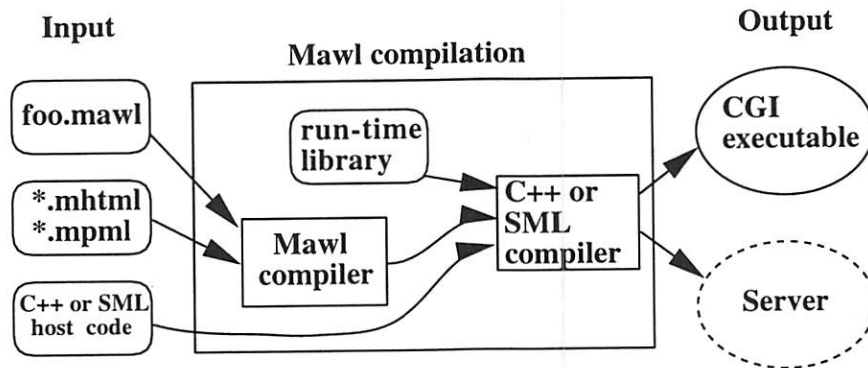 Input
Mawl compilation
Output
foo.mawl
run-time
library
CGI
executable
*.mhtml
*.mpml
Mawl
compiler
C++ or
SML
compiler
C++ or SML
host code
Server